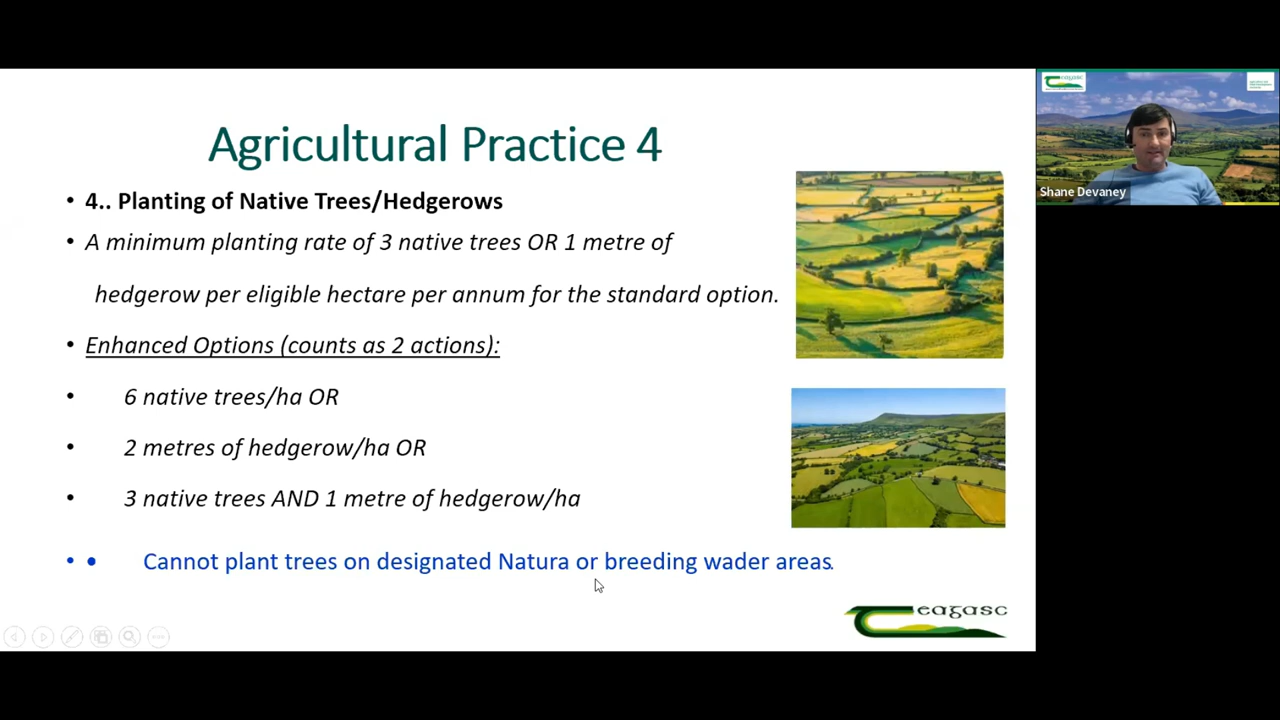 Agricultural Practice 4
• 4.. Planting of Native Trees/Hedgerows
• A minimum planting rate of 3 native trees OR 1 metre of
hedgerow per eligible hectare per annum for the standard option.
• Enhanced Options (counts as 2 actions):
• 6 native trees/ha OR
• 2 metres of hedgerow/ha OR
• 3 native trees AND 1 metre of hedgerow/ha
• • Cannot plant trees on designated Natura or breeding wader areas.
Teagasc
Teagasc
Shane Devaney